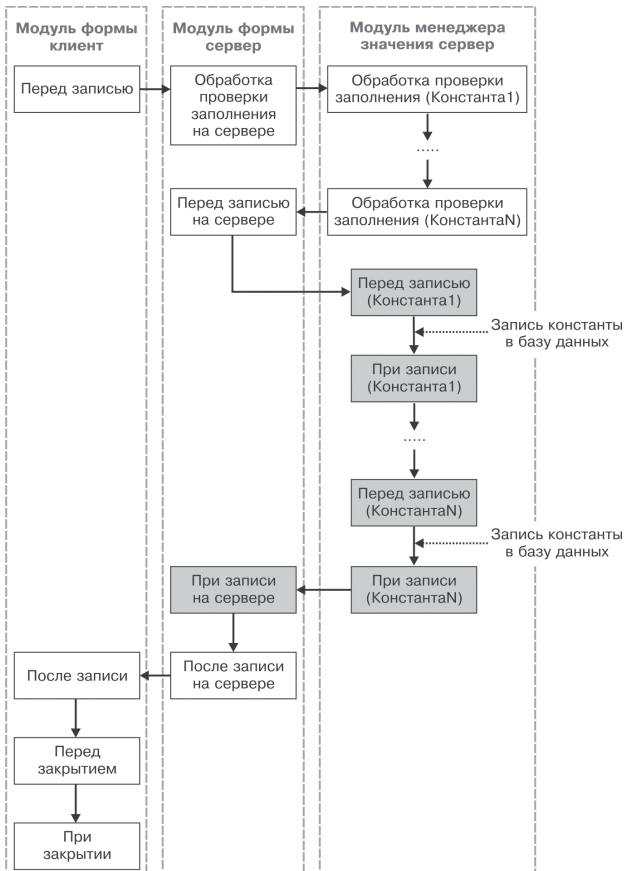 Модуль формы
клиент
Модуль формы
сервер
Модуль менеджера
значения сервер
Перед записью
Обработка
проверки
заполнения
на сервере
Обработка проверки
заполнения (Константа1)
.....
Перед записью
на сервере
Обработка проверки
заполнения (КонстантаN)
Перед записью
(Константа1)
Запись константы
в базу данных
При записи
(Константа1)
.....
Перед записью
(КонстантаN)
Запись константы
в базу данных
При записи
на сервере
При записи
(КонстантаN)
После записи
После записи
на сервере
Перед
закрытием
При
закрытии